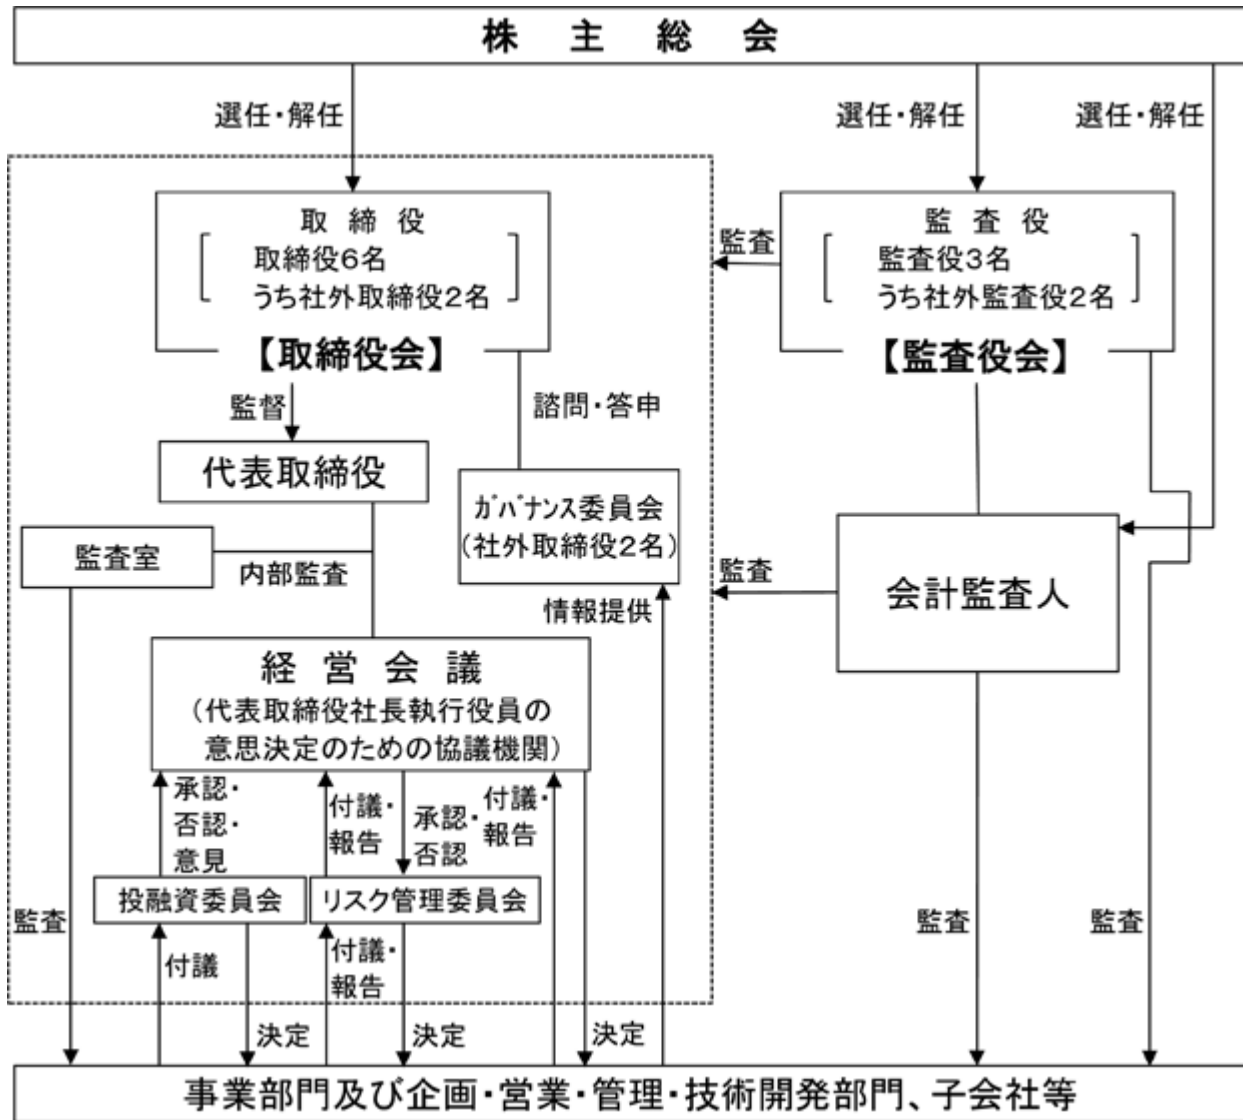 株主総会
選任・解任
選任・解任
選任・解任
取締役
取締役6名
うち社外取締役2名
【取締役会】
監査
監査役
監査役3名
うち社外監査役2名
【監査役会】
監督
諮問・答申
代表取締役
ｶﾞﾊﾞﾅﾝｽ委員会
(社外取締役2名)
監査室
内部監査
監査
会計監査人
情報提供
経営会議
(代表取締役社長執行役員の
意思決定のための協議機関)
承認・
否認・
意見
付議・
報告
承認・
否認
付議・
報告
投融資委員会
リスク管理委員会
監査
付議
付議・
報告
監査
監査
決定
決定
決定
事業部門及び企画・営業・管理・技術開発部門、子会社等